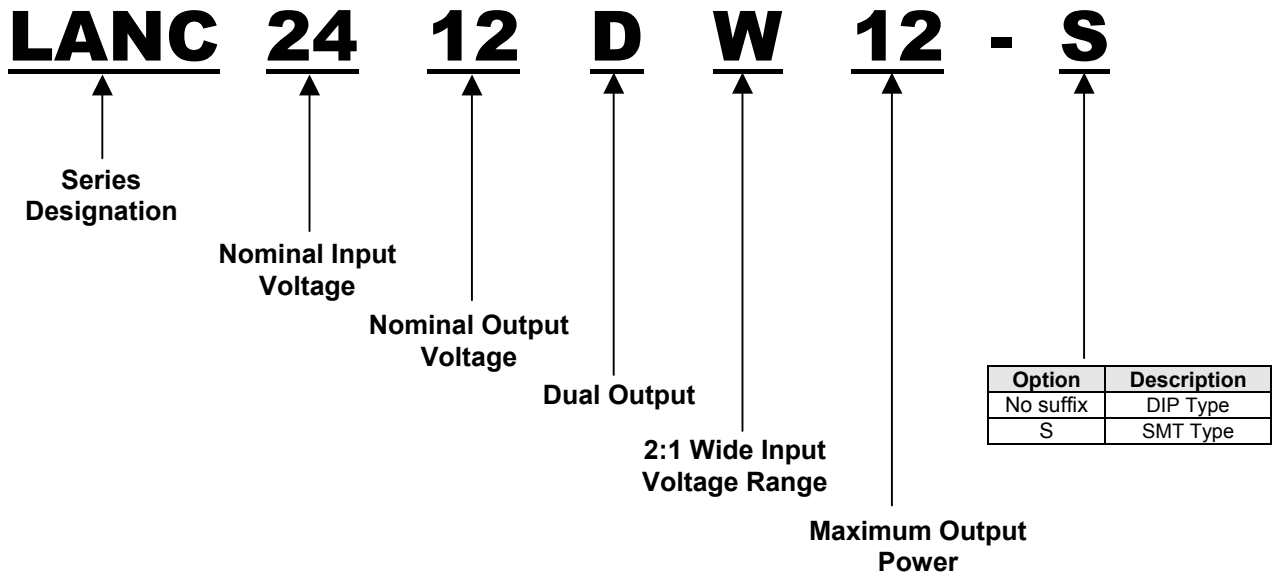 LANC 24 12 D W 12 - S
Series
Designation
Nominal Input
Voltage
Nominal Output
Voltage
Dual Output
2:1 Wide Input
Voltage Range
Maximum Output
Power
Option Description
No suffix DIP Type
S SMT Type